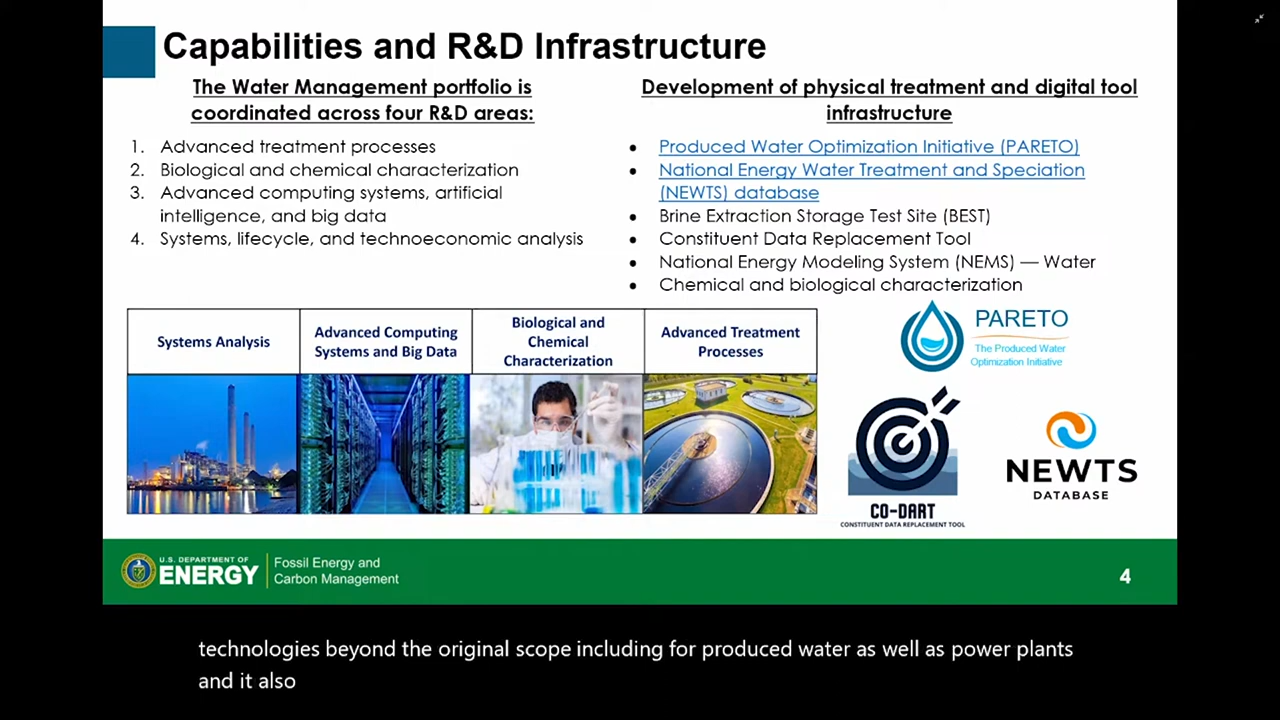 Capabilities and R&D Infrastructure
The Water Management portfolio is
coordinated across four R&D areas:
1. Advanced treatment processes
2. Biological and chemical characterization
3. Advanced computing systems, artificial
intelligence, and big data
4. Systems, lifecycle, and technoeconomic analysis
Development of physical treatment and digital tool
infrastructure
• Produced Water Optimization Initiative (PARETO)
• National Energy Water Treatment and Speciation
(NEWTS) database
• Brine Extraction Storage Test Site (BEST)
• Constituent Data Replacement Tool
• National Energy Modeling System (NEMS) — Water
• Chemical and biological characterization
Systems Analysis
Advanced Computing
Systems and Big Data
Biological and
Chemical
Characterization
Advanced Treatment
Processes
PARETO
The Produced Water
Optimization Initiative
CO-DART
CONSTITUENT DATA REPLACEMENT TOOL
NEWTS
DATABASE
U.S. DEPARTMENT OF
ENERGY
Fossil Energy and
Carbon Management
4
technologies beyond the original scope including for produced water as well as power plants
and it also